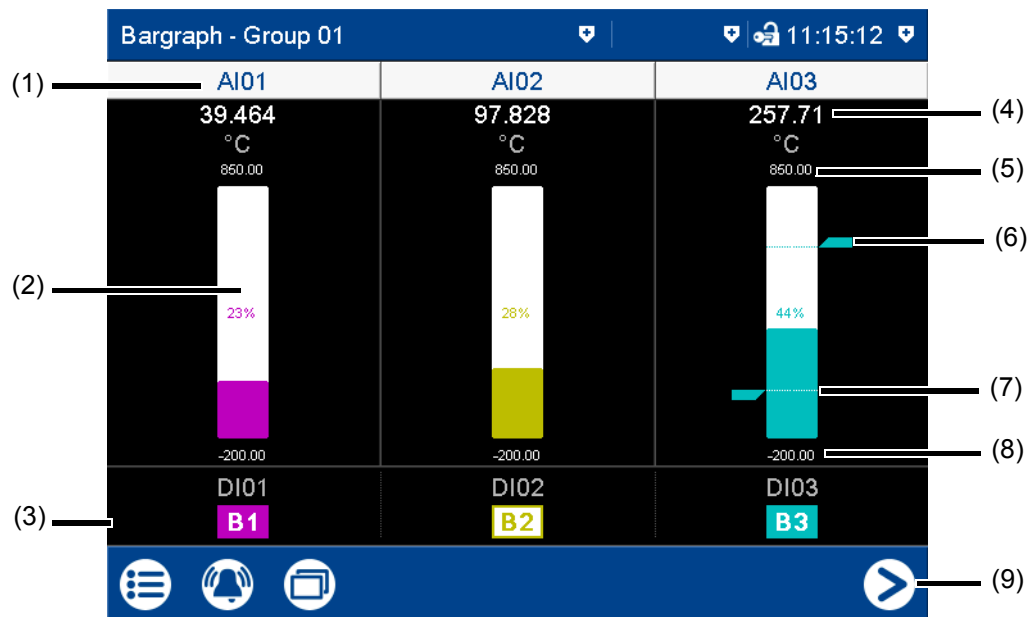 Bargraph - Group 01 11:15:12
(1) AI01 AI02 AI03
39.464 97.828 257.71 (4)
°C °C °C
850.00 850.00 850.00 (5)
(6)
(2)
23% 28% 44%
(7)
-200.00 -200.00 -200.00 (8)
DI01 DI02 DI03
(3) B1 B2 B3
(9)